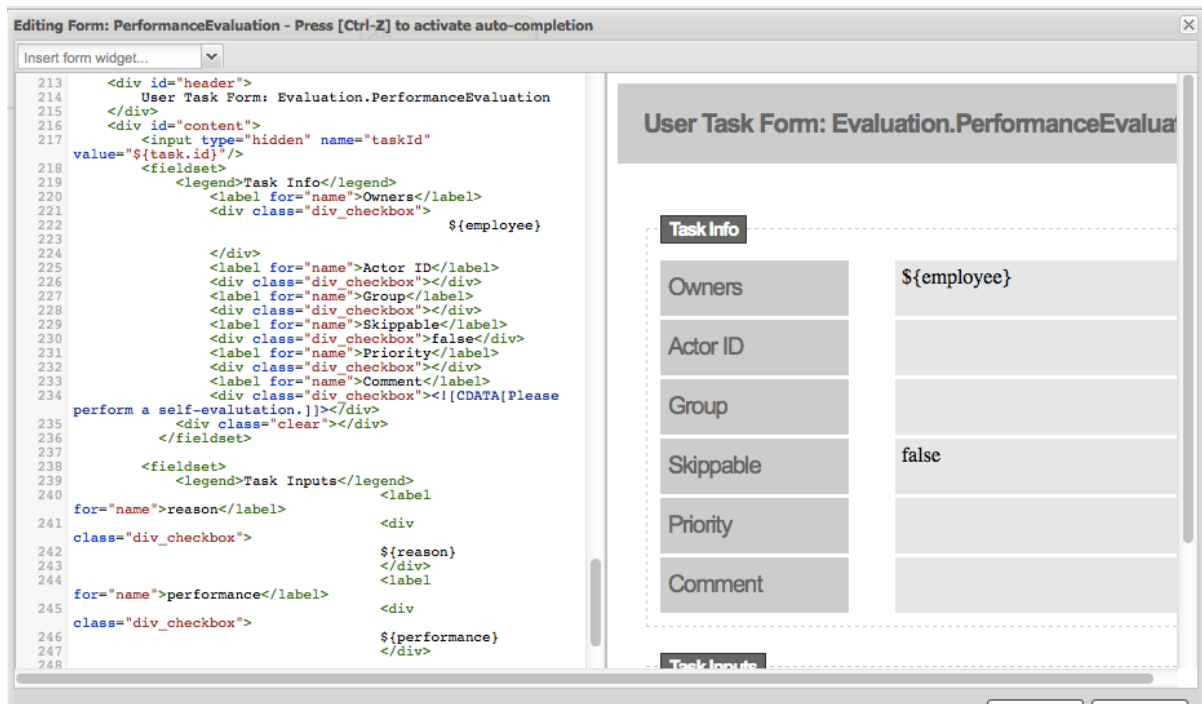 Editing Form: PerformanceEvaluation - Press [Ctrl-Z] to activate auto-completion
Insert form widget...
213 <div id="header">
214 User Task Form: Evaluation.PerformanceEvaluation
215 </div>
216 <div id="content">
217 <input type="hidden" name="taskId"
value="${task.id}"/>
218 <fieldset>
219 <legend>Task Info</legend>
220 <label for="name">Owners</label>
221 <div class="div_checkbox">
222 ${employee}
223
224 </div>
225 <label for="name">Actor ID</label>
226 <div class="div_checkbox"></div>
227 <label for="name">Group</label>
228 <div class="div_checkbox"></div>
229 <label for="name">Skippable</label>
230 <div class="div_checkbox">false</div>
231 <label for="name">Priority</label>
232 <div class="div_checkbox"></div>
233 <label for="name">Comment</label>
234 <div class="div_checkbox"><![CDATA[Please
perform a self-evalutation.]]></div>
235 <div class="clear"></div>
236 </fieldset>
237
238 <fieldset>
239 <legend>Task Inputs</legend>
240 <label
for="name">reason</label>
241 <div
class="div_checkbox">
242 ${reason}
243 </div>
244 <label
for="name">performance</label>
245 <div
class="div_checkbox">
246 ${performance}
247 </div>
248
User Task Form: Evaluation.PerformanceEvaluat
Task Info
Owners ${employee}
Actor ID
Group
Skippable false
Priority
Comment
Task Inputs